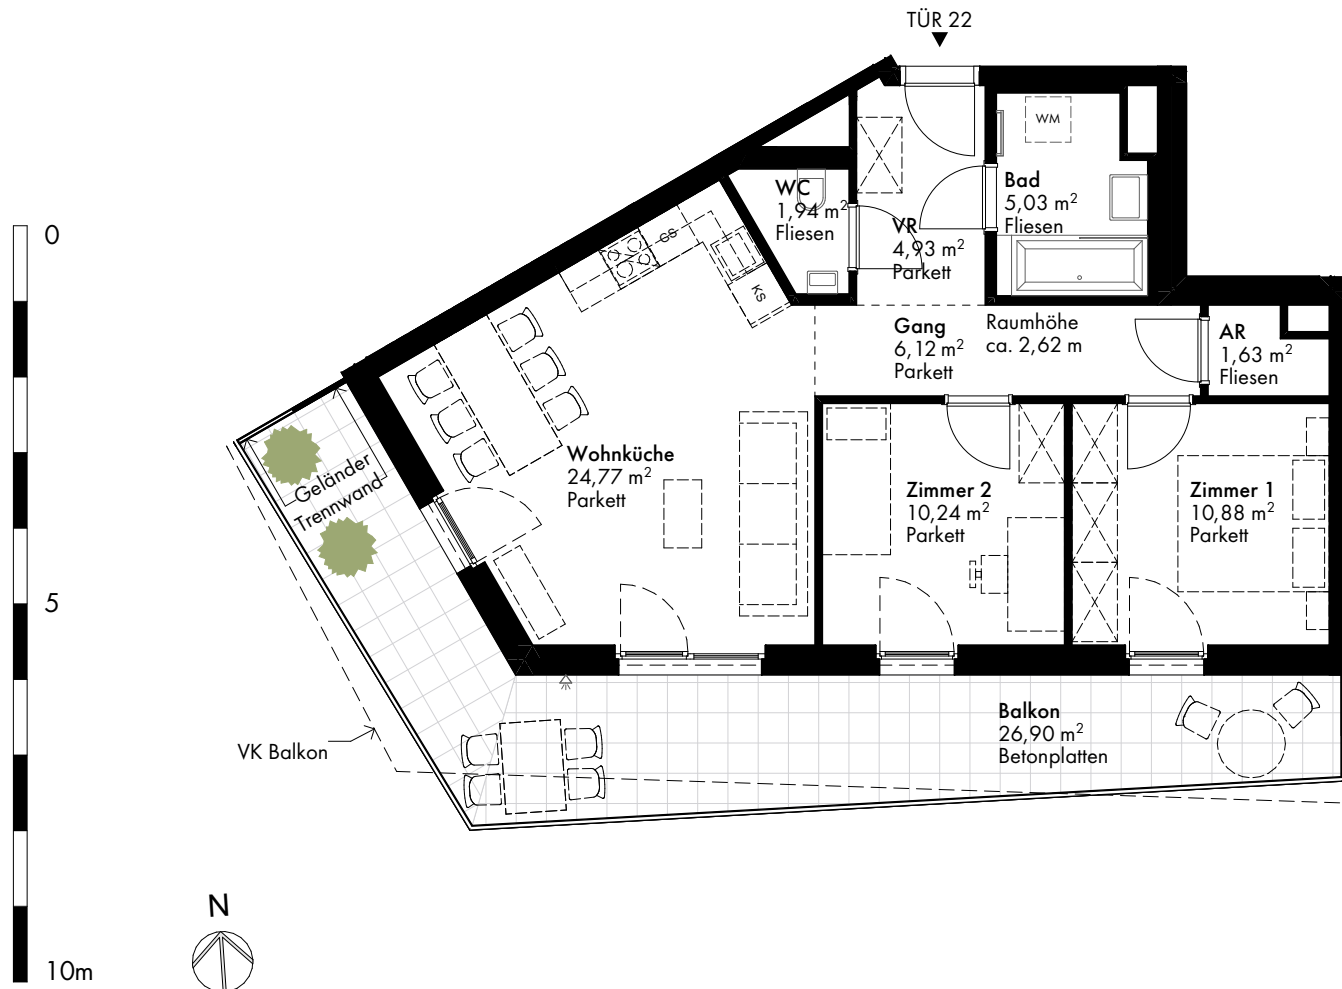 TÜR 22
WM
Bad
5,03 m²
Fliesen
WC
1,94 m²
Fliesen
VR
4,93 m²
Parkett
GS
KS
0
Gang
6,12 m²
Parkett
Raumhöhe
ca. 2,62 m
AR
1,63 m²
Fliesen
Geländer
Trennwand
Wohnküche
24,77 m²
Parkett
Zimmer 2
10,24 m²
Parkett
Zimmer 1
10,88 m²
Parkett
5
Balkon
26,90 m²
Betonplatten
VK Balkon
N
10m